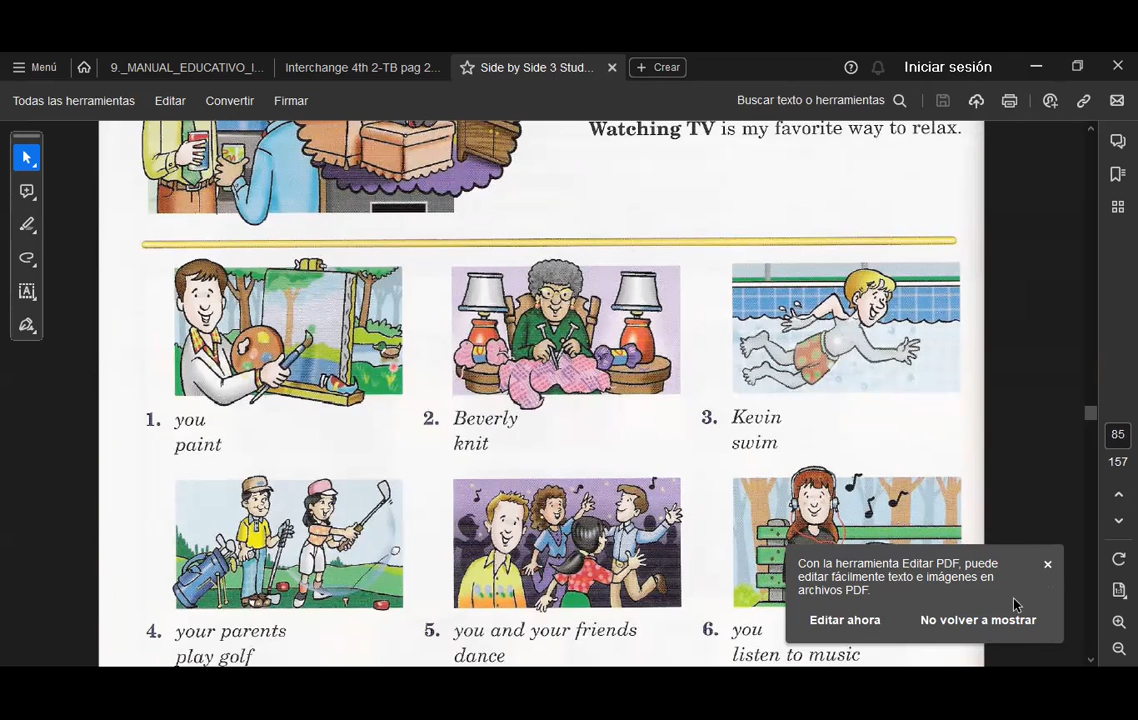 Menú
9._MANUAL_EDUCATIVO_I...
Interchange 4th 2-TB pag 2...
Side by Side 3 Stud...
Crear
Iniciar sesión
Todas las herramientas
Editar
Convertir
Firmar
Buscar texto o herramientas
Watching TV is my favorite way to relax.
1. you
paint
2. Beverly
knit
3. Kevin
swim
4. your parents
play golf
5. you and your friends
dance
6. you
listen to music
Con la herramienta Editar PDF, puede
editar fácilmente texto e imágenes en
archivos PDF.
Editar ahora
No volver a mostrar
85
157